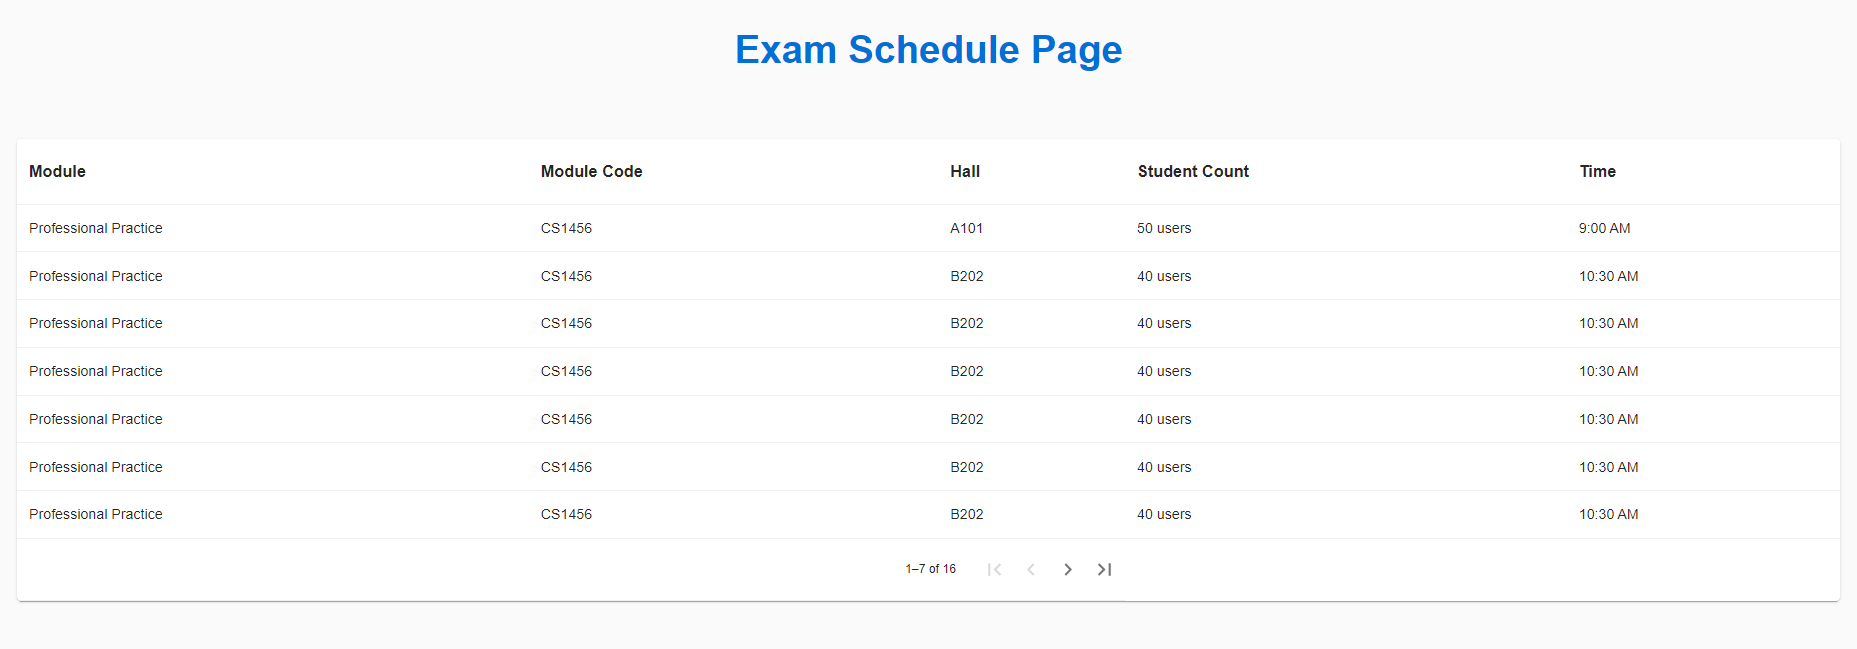 Exam Schedule Page
Module Module Code Hall Student Count Time
Professional Practice CS1456 A101 50 users 9:00 AM
Professional Practice CS1456 B202 40 users 10:30 AM
Professional Practice CS1456 B202 40 users 10:30 AM
Professional Practice CS1456 B202 40 users 10:30 AM
Professional Practice CS1456 B202 40 users 10:30 AM
Professional Practice CS1456 B202 40 users 10:30 AM
Professional Practice CS1456 B202 40 users 10:30 AM
1–7 of 16